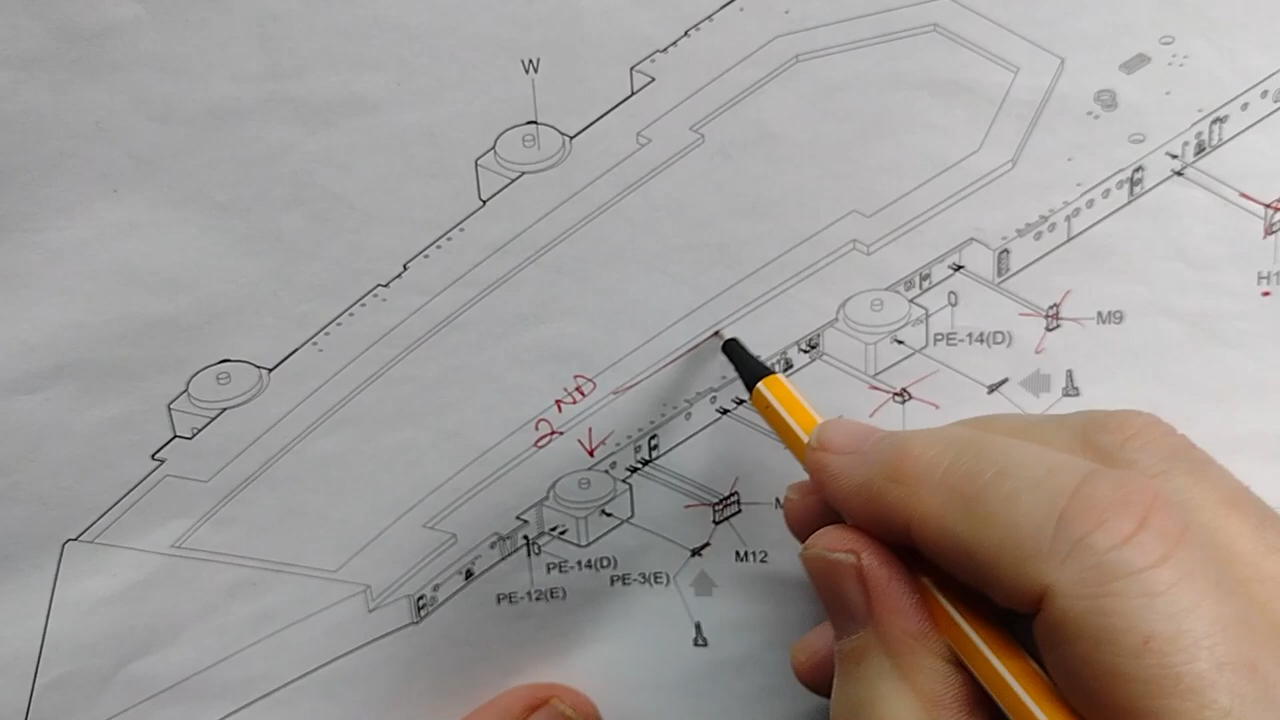 W
M9
PE-14(D)
H1
2ND
M12
PE-14(D)
PE-3(E)
PE-12(E)